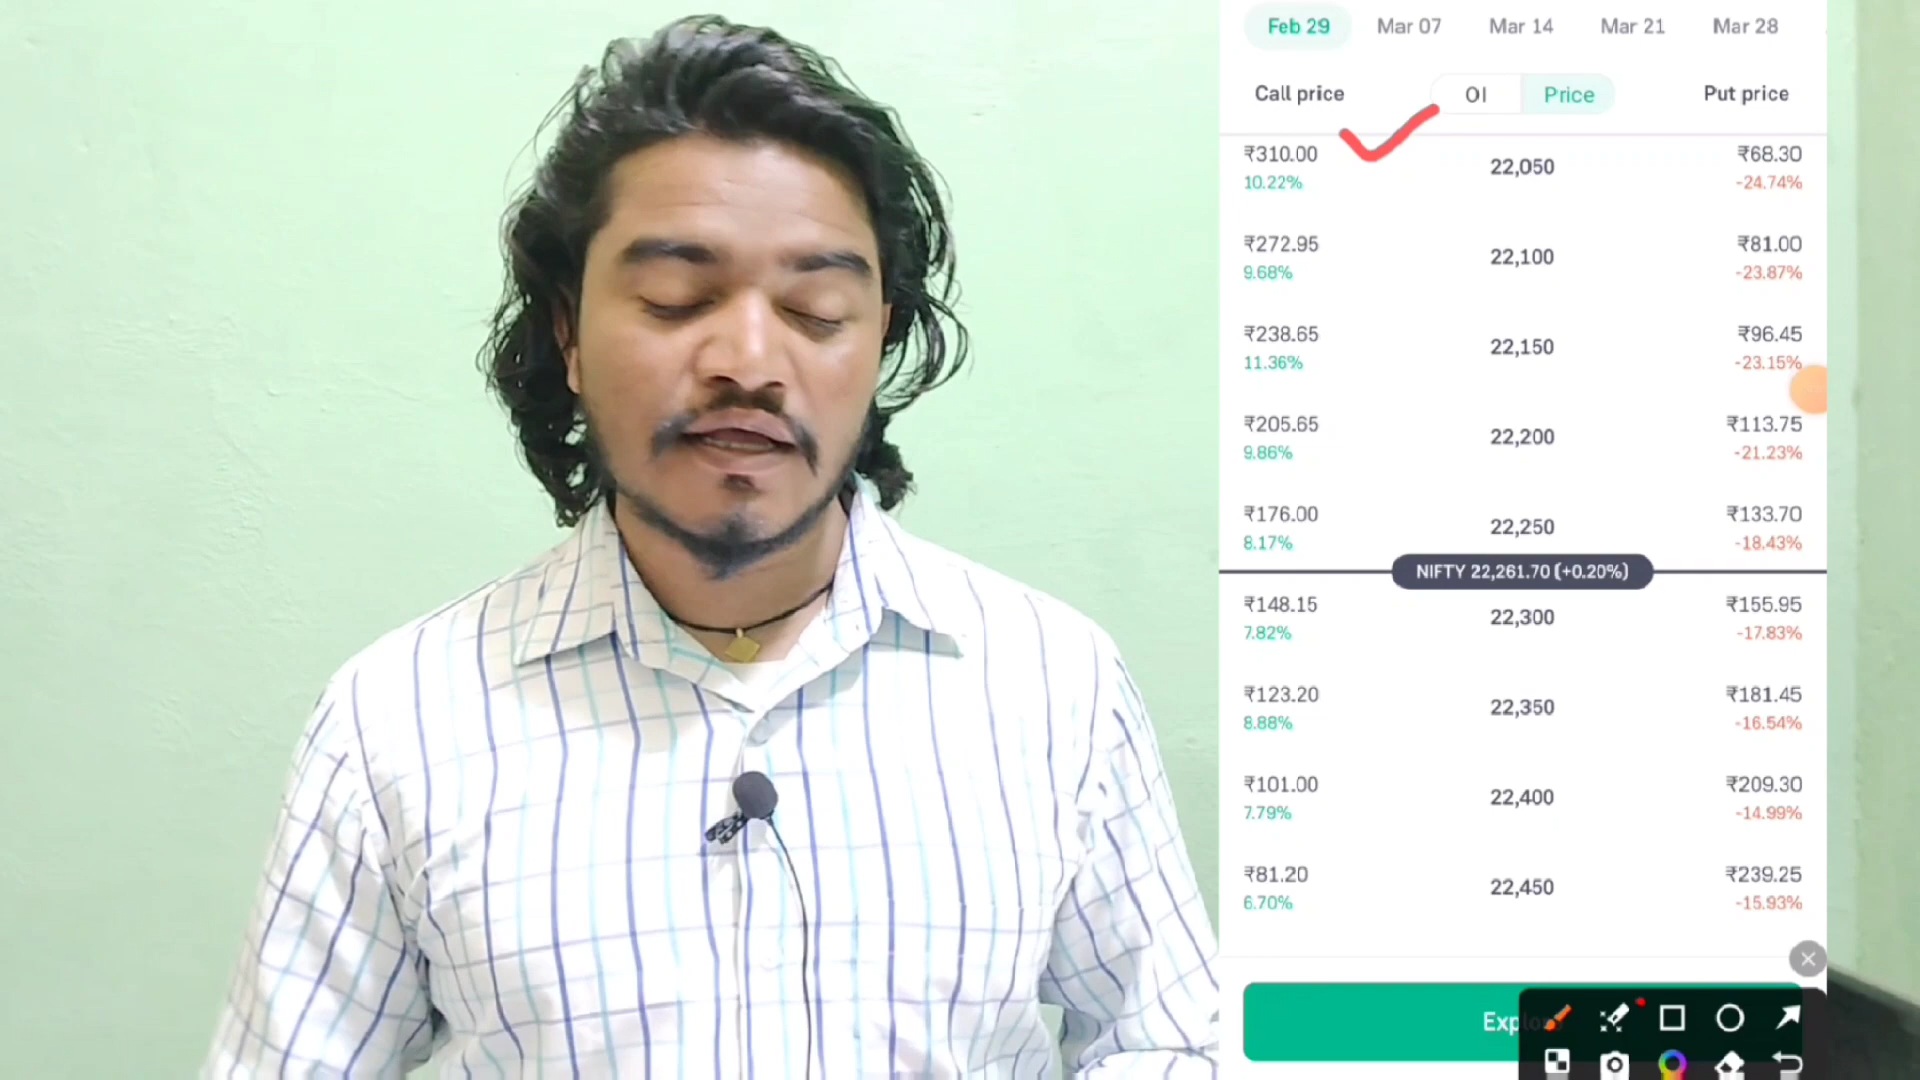 Feb 29 Mar 07 Mar 14 Mar 21 Mar 28
Call price OI Price Put price
₹310.00 22,050 ₹68.30
10.22% -24.74%
₹272.95 22,100 ₹81.00
9.68% -23.87%
₹238.65 22,150 ₹96.45
11.36% -23.15%
₹205.65 22,200 ₹113.75
9.86% -21.23%
₹176.00 22,250 ₹133.70
8.17% -18.43%
NIFTY 22,261.70 (+0.20%)
₹148.15 22,300 ₹155.95
7.82% -17.83%
₹123.20 22,350 ₹181.45
8.88% -16.54%
₹101.00 22,400 ₹209.30
7.79% -14.99%
₹81.20 22,450 ₹239.25
6.70% -15.93%